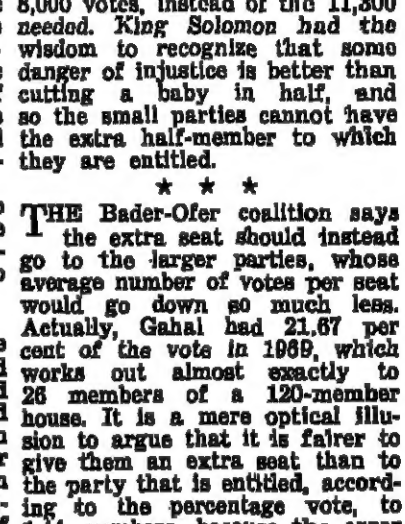 8,000 votes, instead of the 11,800
needed. King Solomon had the
wisdom to recognize that some
danger of injustice is better than
cutting a baby in half, and
so the small parties cannot have
the extra half-member to which
they are entitled.
★ ★ ★
THE Bader-Ofer coalition says
the extra seat should instead
go to the larger parties, whose
average number of votes per seat
would go down so much less.
Actually, Gahal had 21.67 per
cent of the vote in 1969, which
works out almost exactly to
26 members of a 120-member
house. It is a mere optical illu-
sion to argue that it is fairer to
give them an extra seat than to
the party that is entitled, accord-
ing to the percentage vote, to